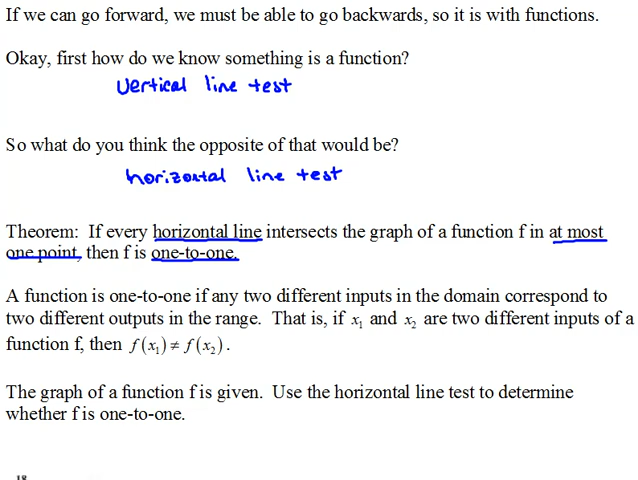 If we can go forward, we must be able to go backwards, so it is with functions.
Okay, first how do we know something is a function?
vertical line test
So what do you think the opposite of that would be?
horizontal line test
Theorem: If every horizontal line intersects the graph of a function f in at most
one point, then f is one-to-one.
A function is one-to-one if any two different inputs in the domain correspond to
two different outputs in the range. That is, if x₁ and x₂ are two different inputs of a
function f, then f(x₁) ≠ f(x₂).
The graph of a function f is given. Use the horizontal line test to determine
whether f is one-to-one.